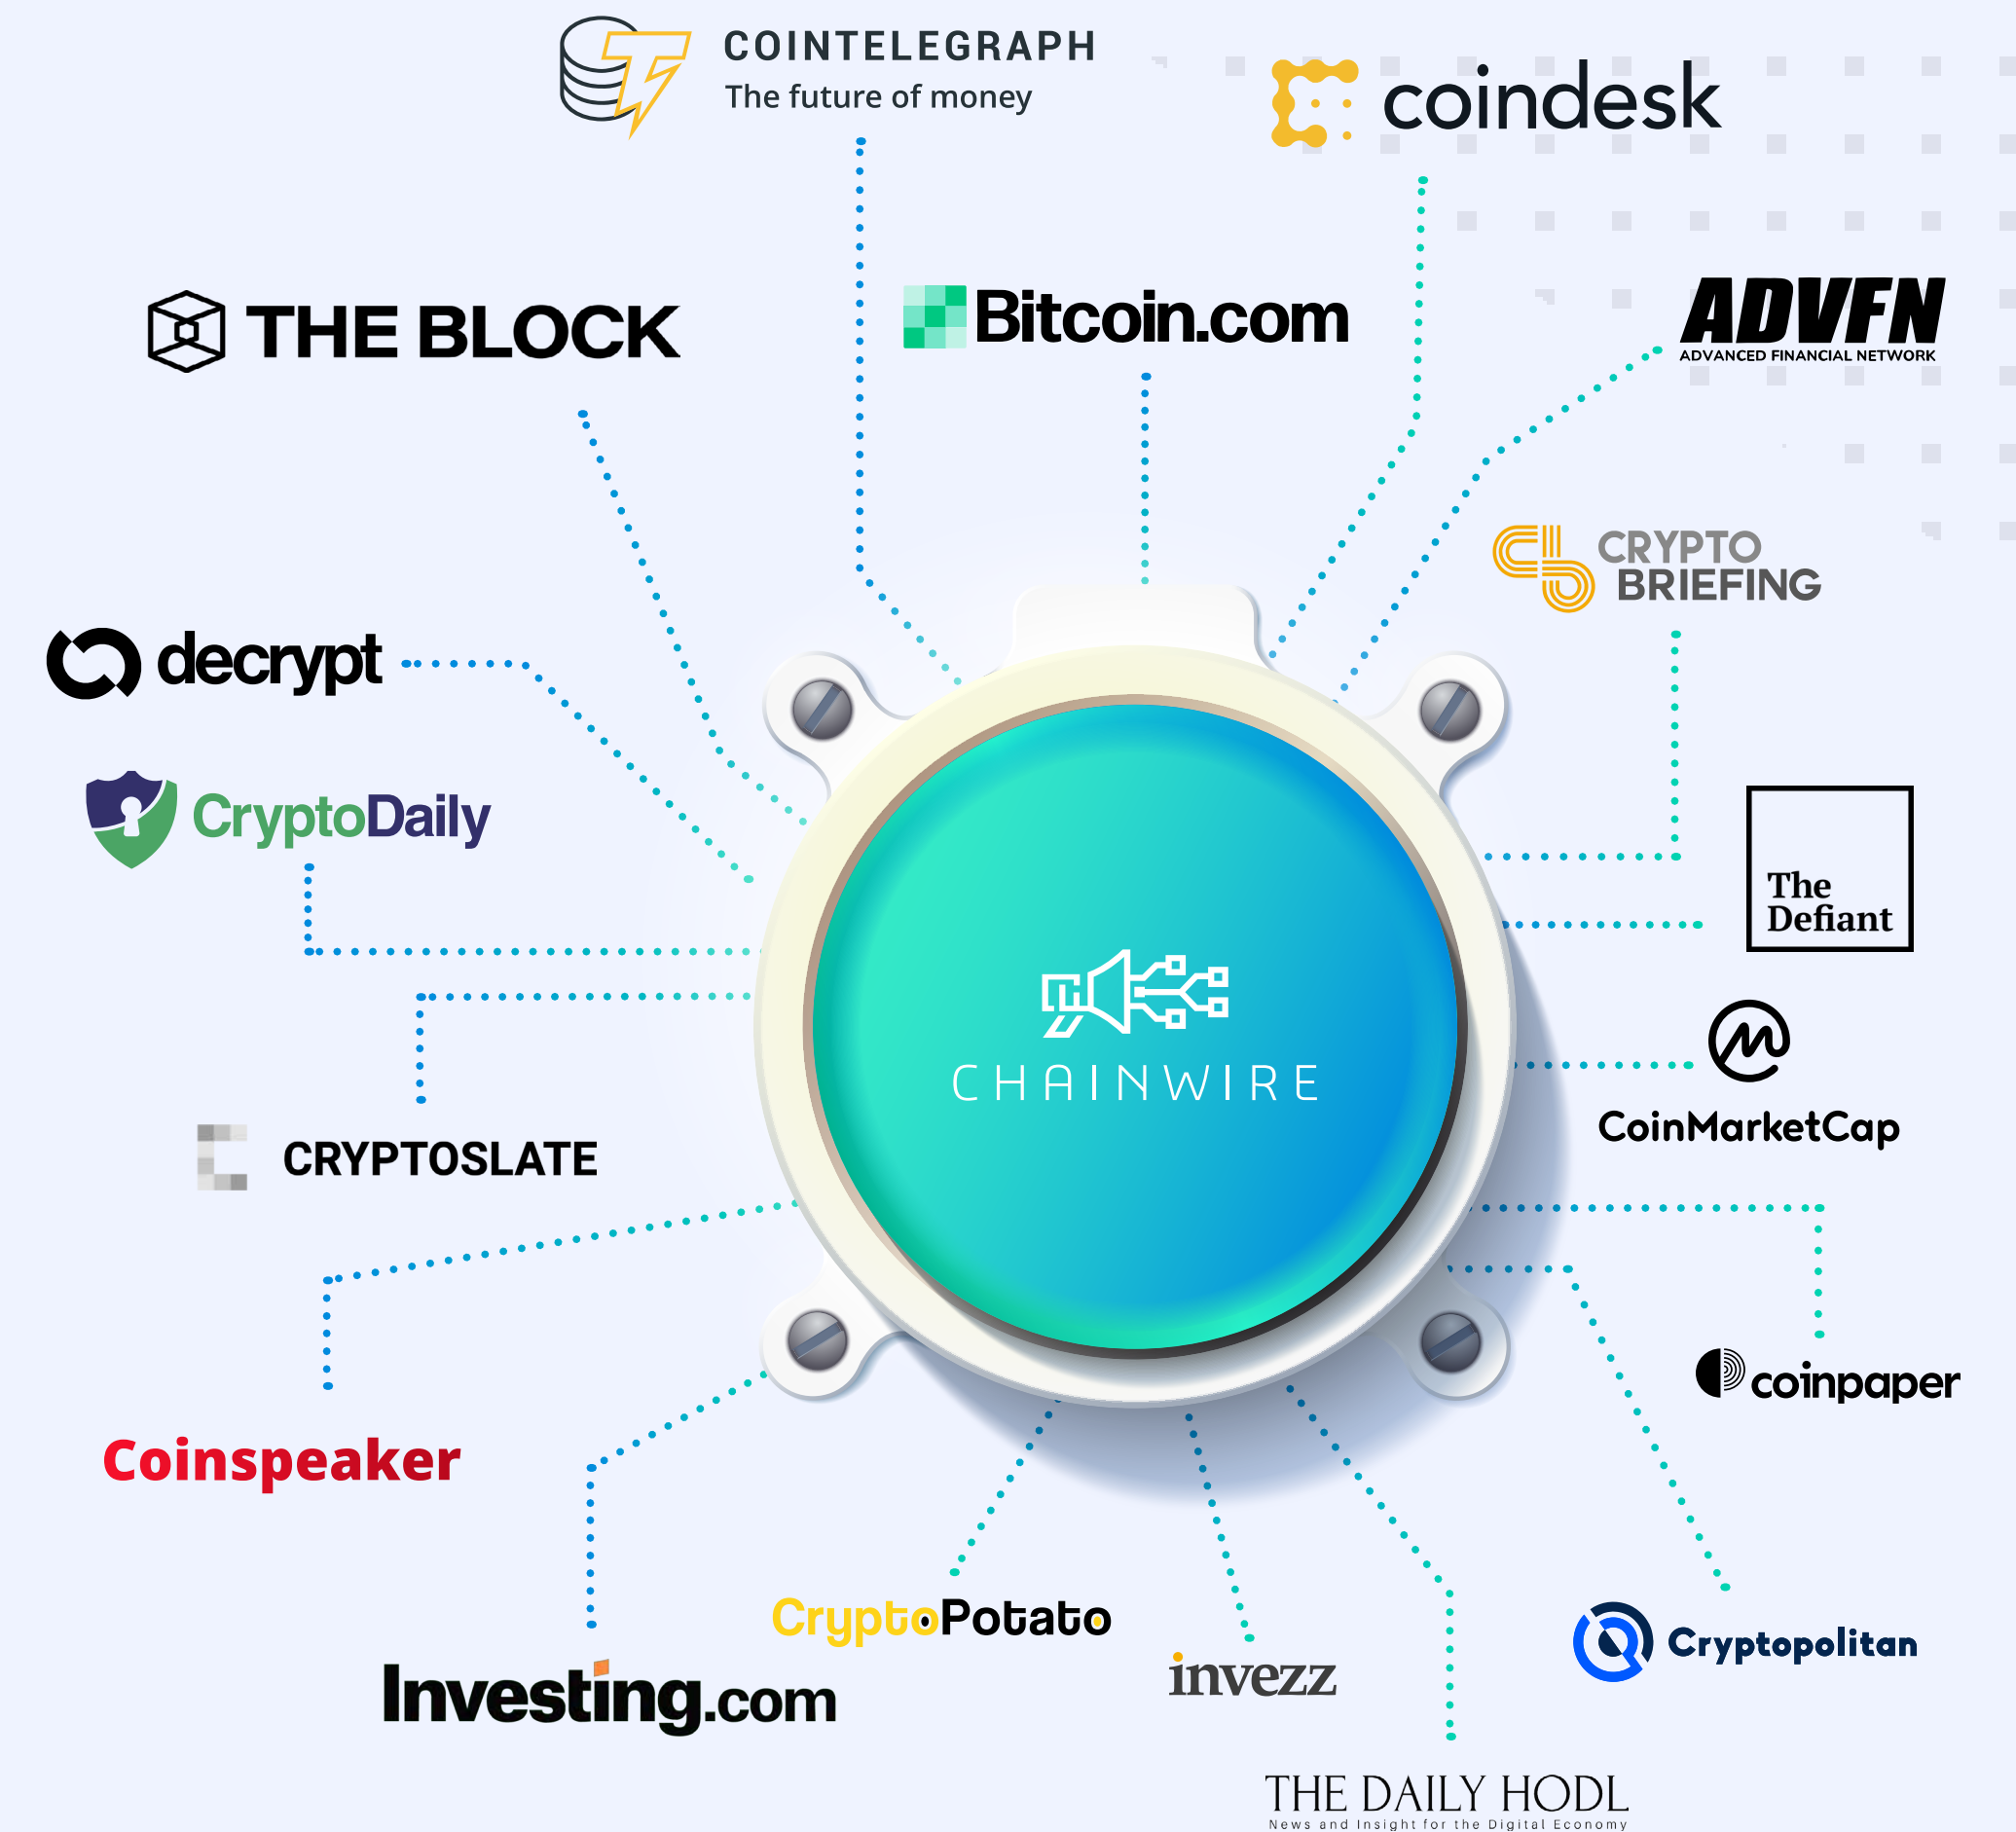 COINTELEGRAPH
The future of money
coindesk
THE BLOCK
Bitcoin.com
ADVFN
ADVANCED FINANCIAL NETWORK
CRYPTO
BRIEFING
decrypt
CryptoDaily
The
Defiant
CHAINWIRE
CoinMarketCap
CRYPTOSLATE
coinpaper
Coinspeaker
CryptoPotato
Cryptopolitan
invezz
Investing.com
THE DAILY HODL
News and Insight for the Digital Economy